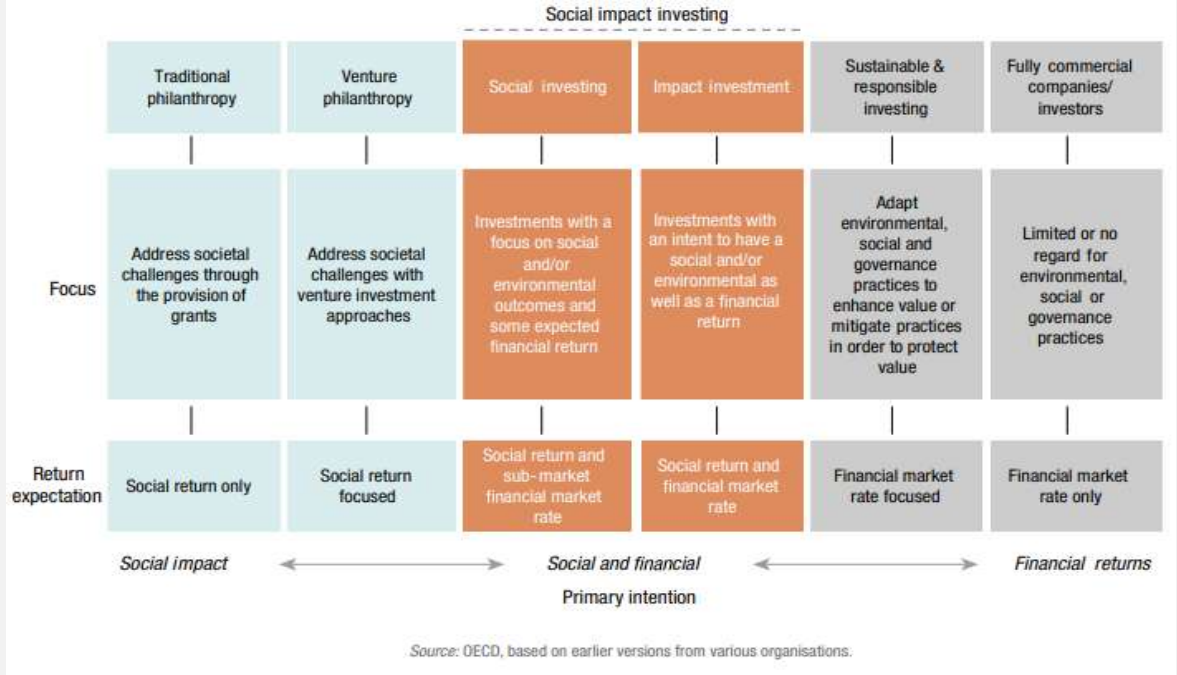 Social impact investing
Traditional
philanthropy
Venture
philanthropy
Social investing
Impact investment
Sustainable &
responsible
investing
Fully commercial
companies/
investors
Focus
Address societal
challenges through
the provision of
grants
Address societal
challenges with
venture investment
approaches
Investments with a
focus on social
and/or
environmental
outcomes and
some expected
financial return
Investments with
an intent to have a
social and/or
environmental as
well as a financial
return
Adapt
environmental,
social and
governance
practices to
enhance value or
mitigate practices
in order to protect
value
Limited or no
regard for
environmental,
social or
governance
practices
Return
expectation
Social return only
Social return
focused
Social return and
sub-market
financial market
rate
Social return and
financial market
rate
Financial market
rate focused
Financial market
rate only
Social impact
Social and financial
Financial returns
Primary intention
Source: OECD, based on earlier versions from various organisations.